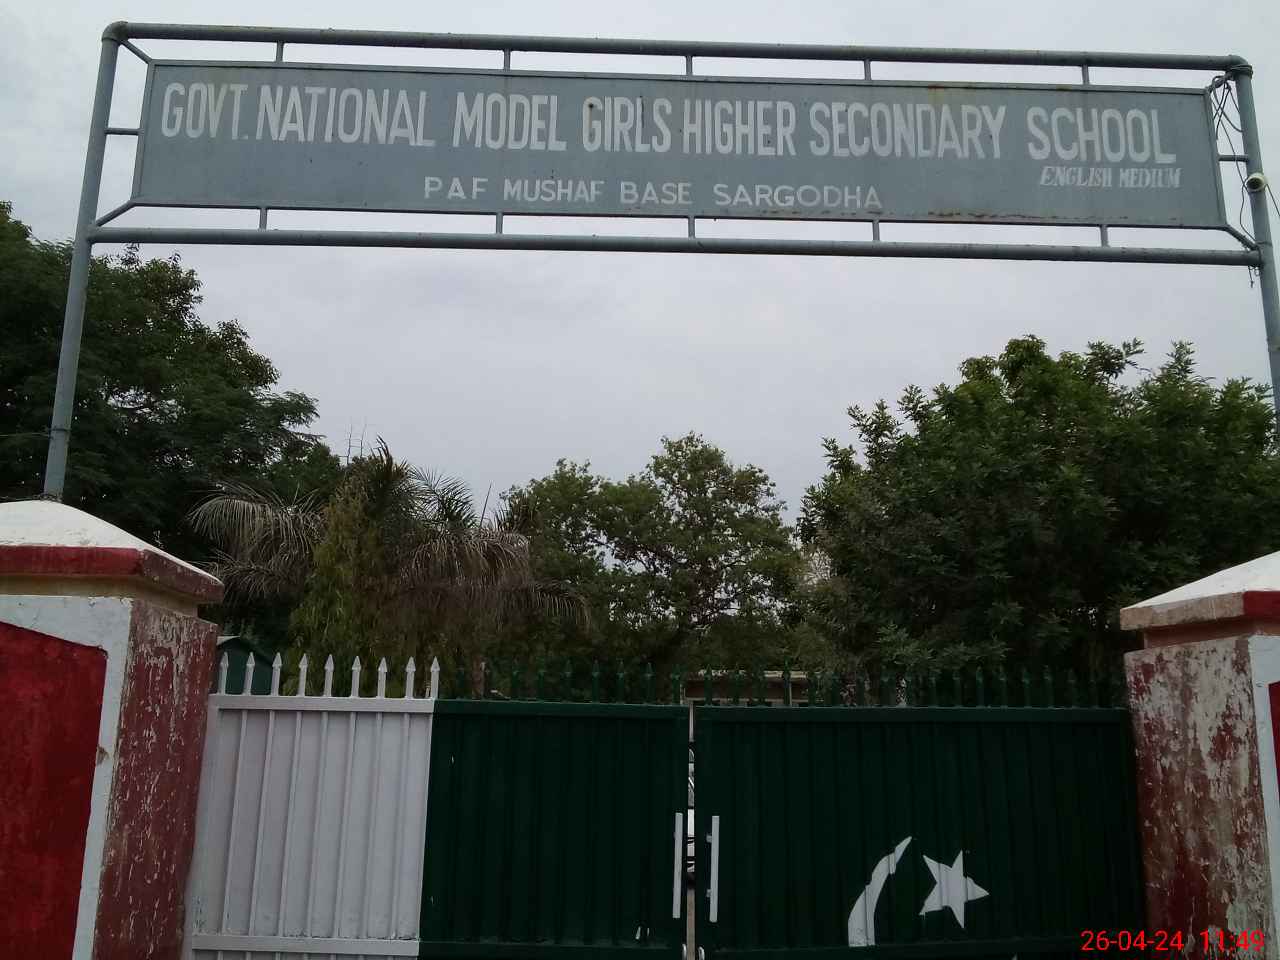 GOVT. NATIONAL MODEL GIRLS HIGHER SECONDARY SCHOOL
ENGLISH MEDIUM
PAF MUSHAF BASE SARGODHA
26-04-24 11:49